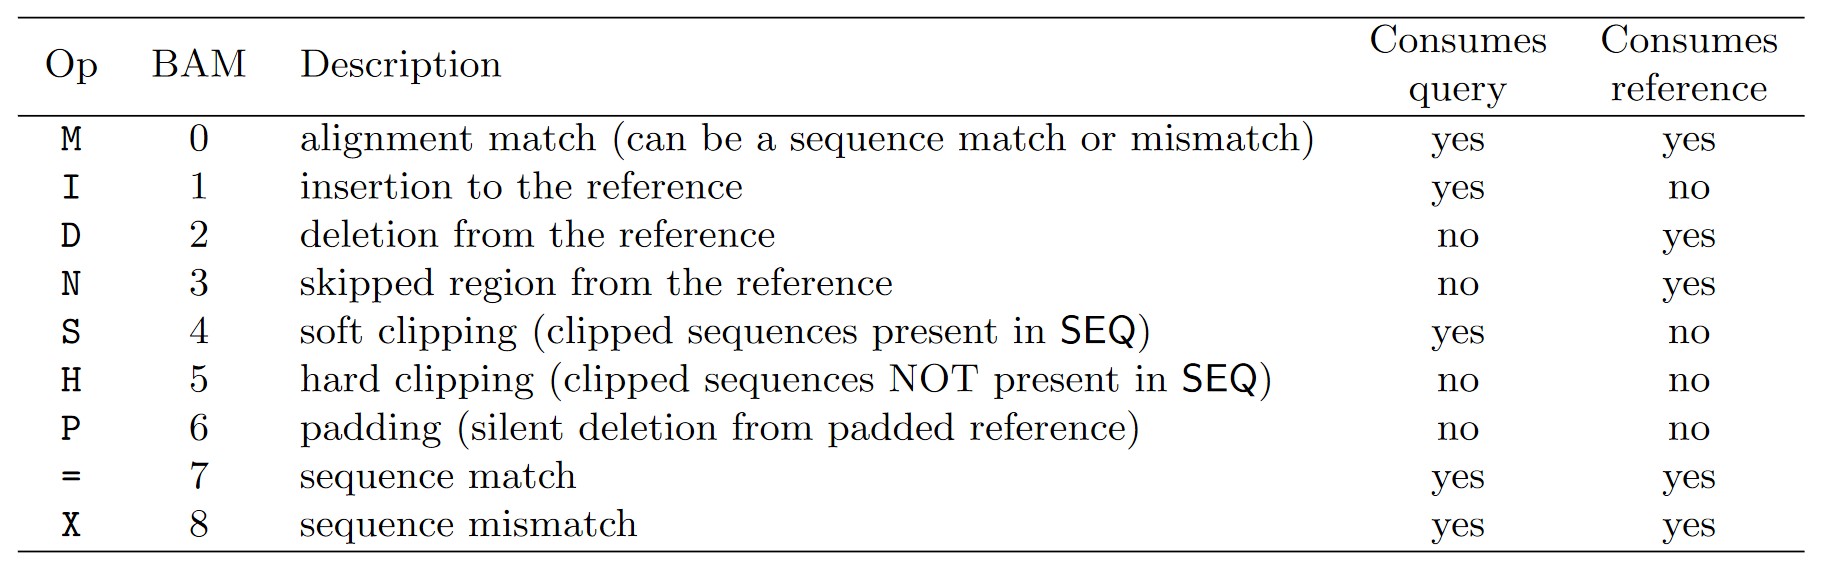 Op BAM Description Consumes query Consumes reference
M 0 alignment match (can be a sequence match or mismatch) yes yes
I 1 insertion to the reference yes no
D 2 deletion from the reference no yes
N 3 skipped region from the reference no yes
S 4 soft clipping (clipped sequences present in SEQ) yes no
H 5 hard clipping (clipped sequences NOT present in SEQ) no no
P 6 padding (silent deletion from padded reference) no no
= 7 sequence match yes yes
X 8 sequence mismatch yes yes